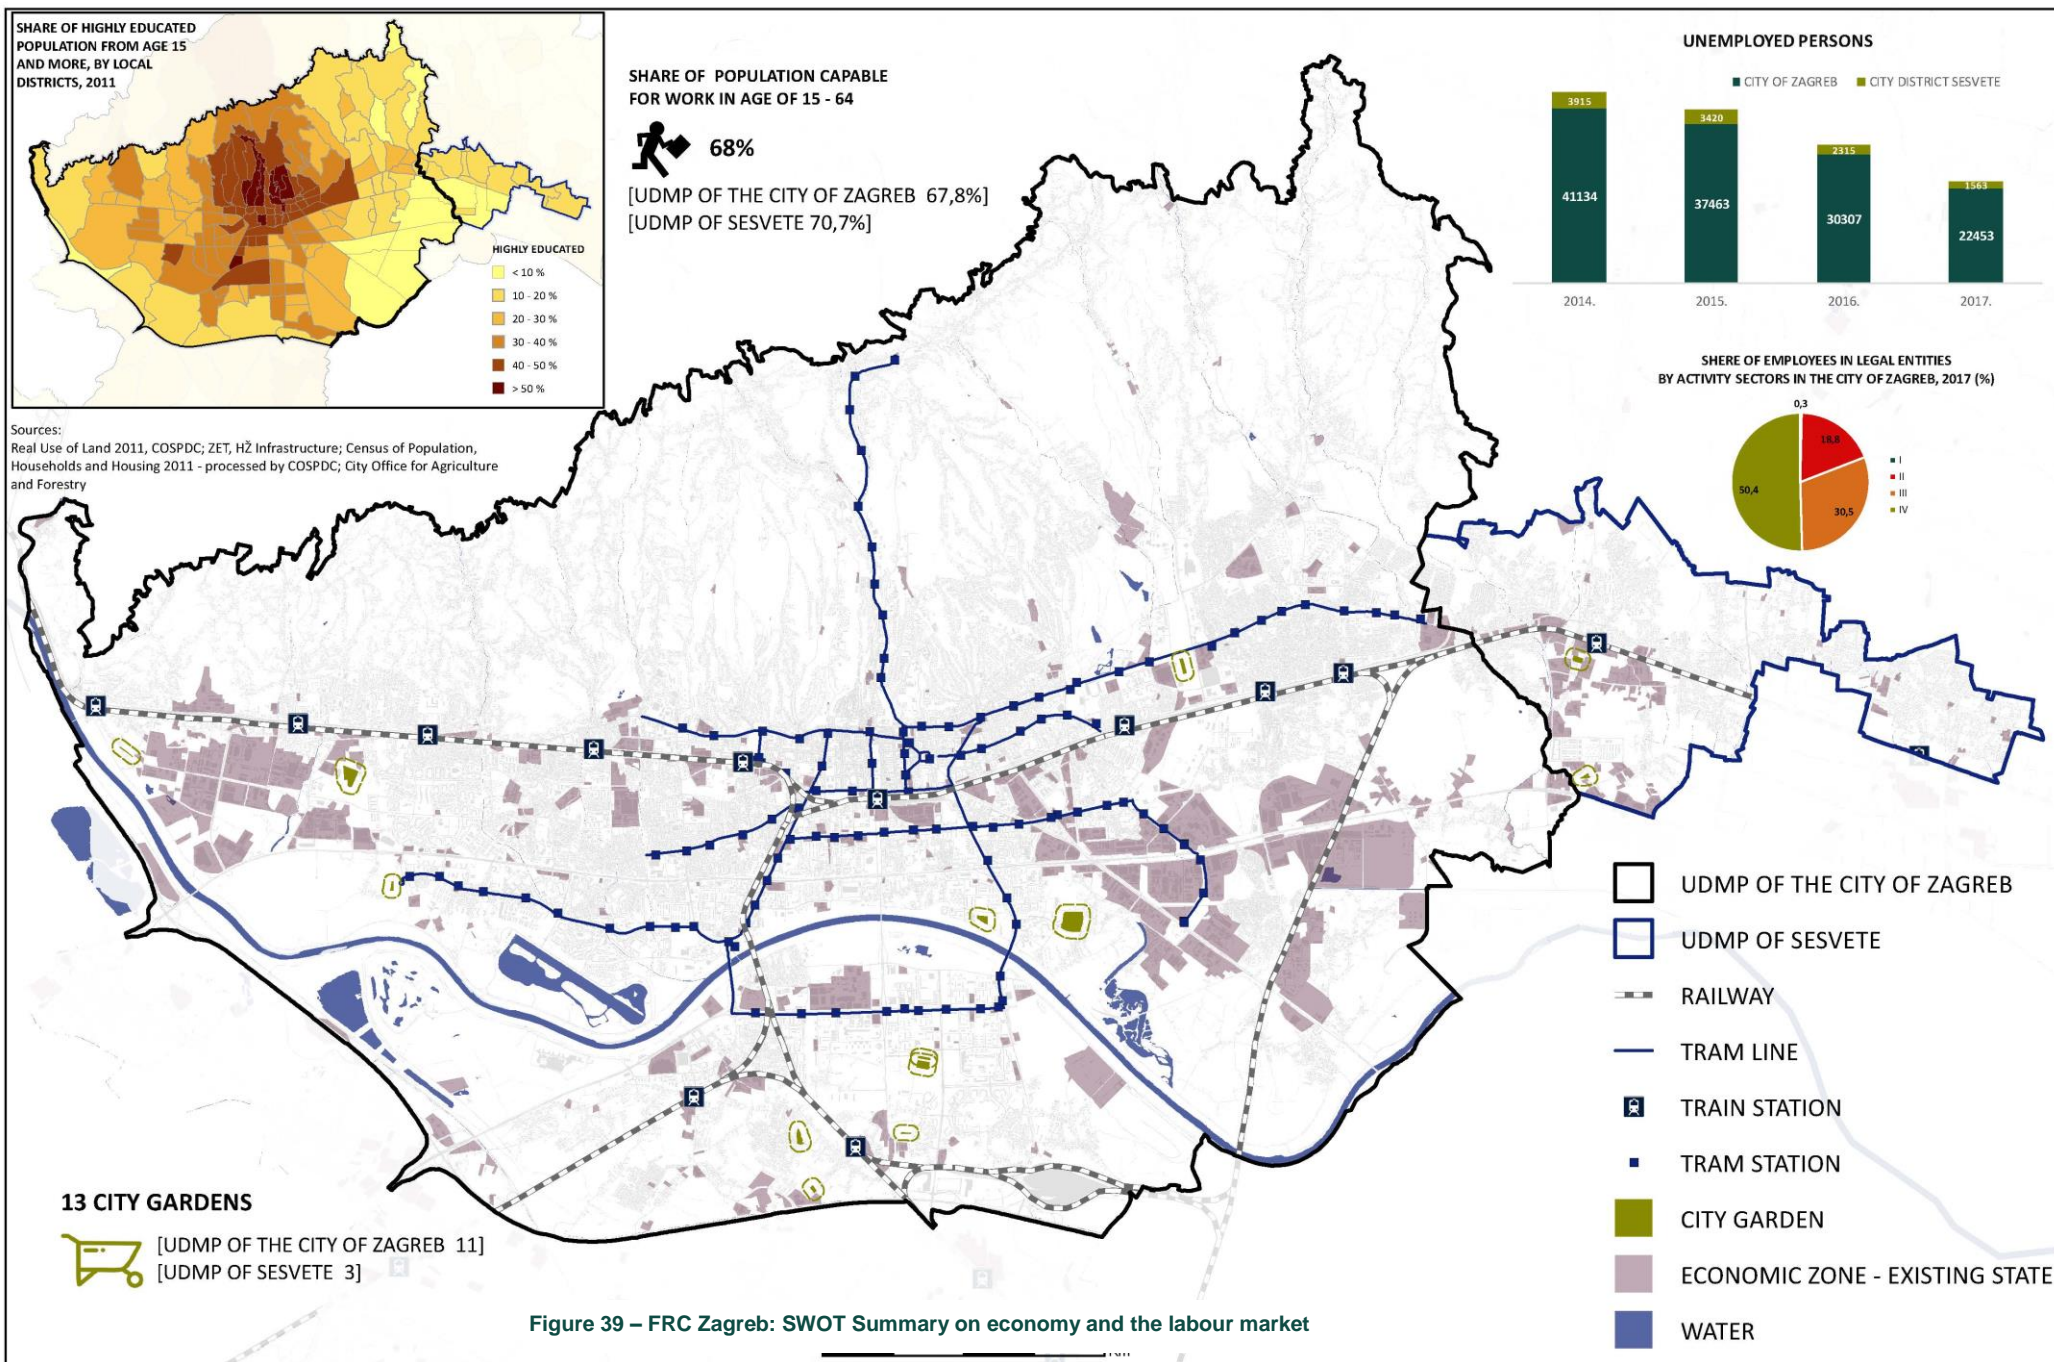 SHARE OF HIGHLY EDUCATED
POPULATION FROM AGE 15
AND MORE, BY LOCAL
DISTRICTS, 2011
HIGHLY EDUCATED
< 10 %
10 - 20 %
20 - 30 %
30 - 40 %
40 - 50 %
> 50 %
Sources:
Real Use of Land 2011, COSPDC; ZET, HŽ Infrastructure; Census of Population,
Households and Housing 2011 - processed by COSPDC; City Office for Agriculture
and Forestry
SHARE OF POPULATION CAPABLE
FOR WORK IN AGE OF 15 - 64
68%
[UDMP OF THE CITY OF ZAGREB 67,8%]
[UDMP OF SESVETE 70,7%]
UNEMPLOYED PERSONS
CITY OF ZAGREB CITY DISTRICT SESVETE
3915
3420
2315
1563
41134
37463
30307
22453
2014. 2015. 2016. 2017.
SHERE OF EMPLOYEES IN LEGAL ENTITIES
BY ACTIVITY SECTORS IN THE CITY OF ZAGREB, 2017 (%)
0,3
18,8
50,4
30,5
I
II
III
IV
UDMP OF THE CITY OF ZAGREB
UDMP OF SESVETE
RAILWAY
TRAM LINE
TRAIN STATION
TRAM STATION
CITY GARDEN
ECONOMIC ZONE - EXISTING STATE
WATER
13 CITY GARDENS
[UDMP OF THE CITY OF ZAGREB 11]
[UDMP OF SESVETE 3]
Figure 39 – FRC Zagreb: SWOT Summary on economy and the labour market